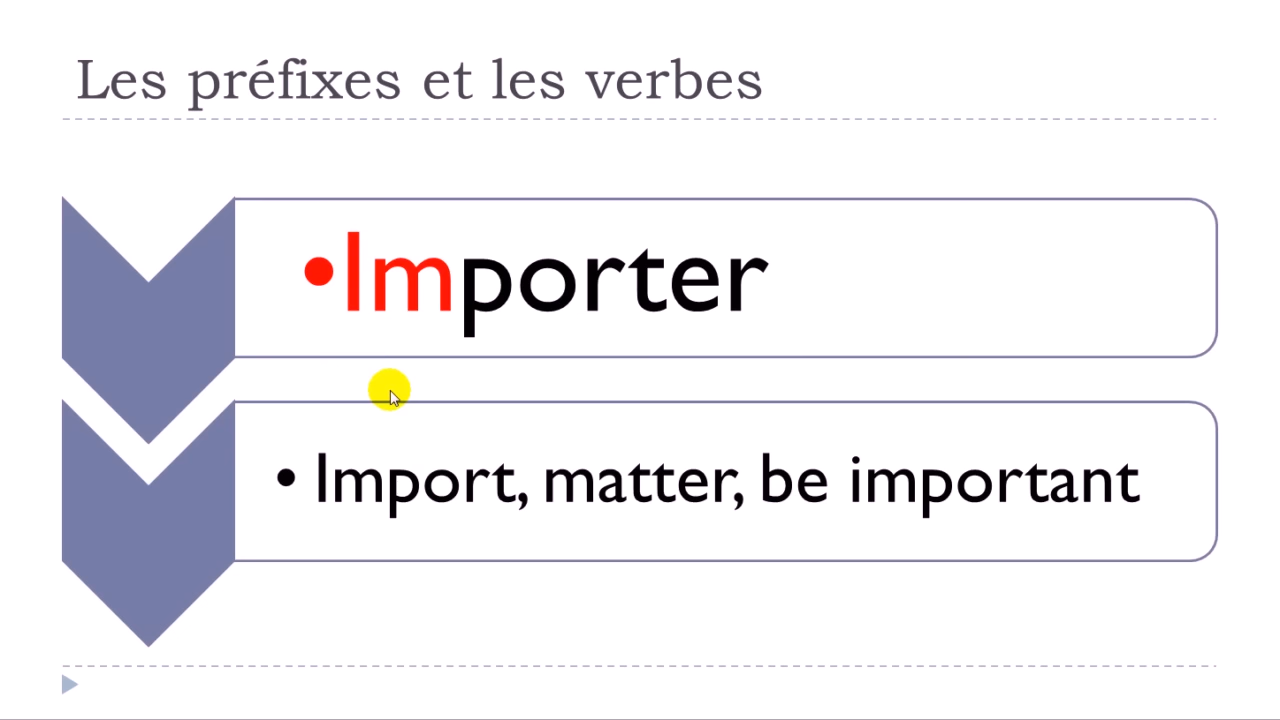 Les préfixes et les verbes
•Importer
• Import, matter, be important